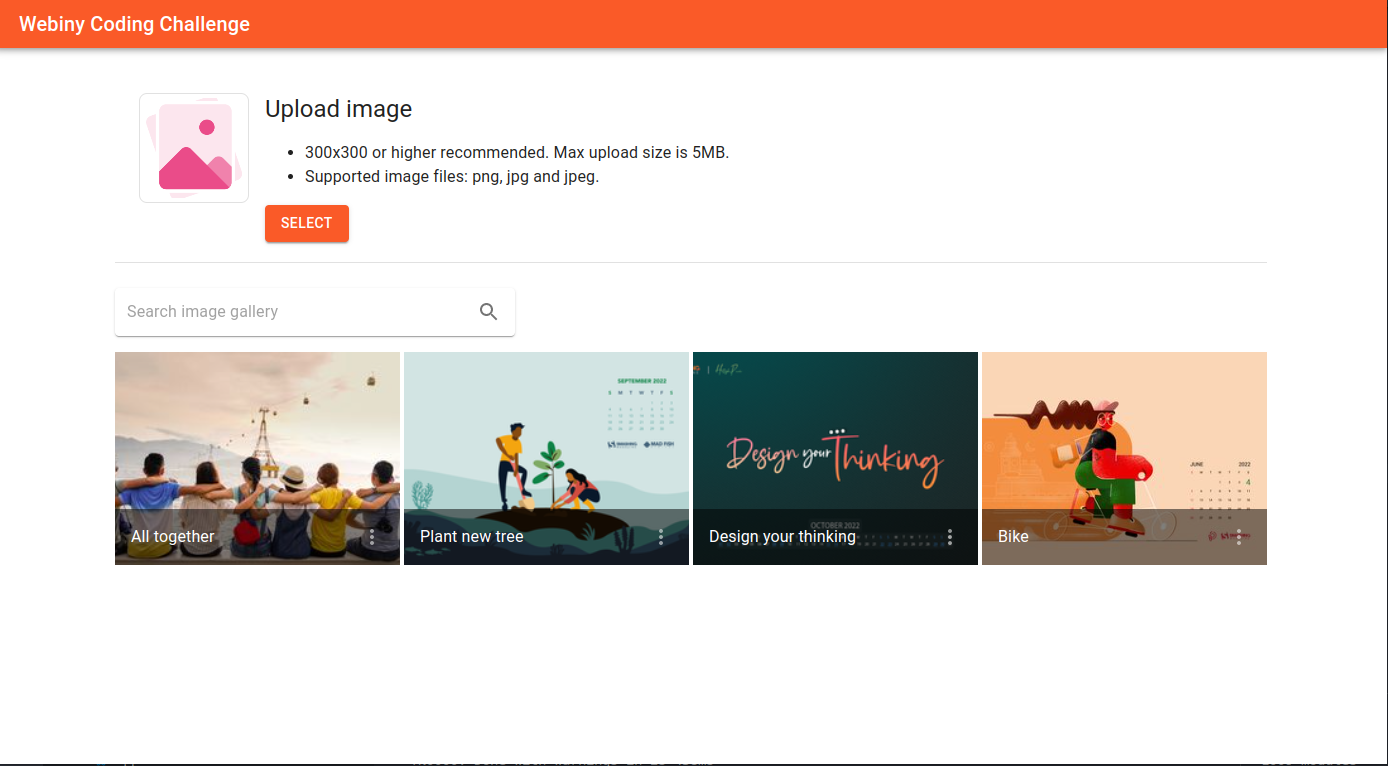 Webiny Coding Challenge
Upload image
300x300 or higher recommended. Max upload size is 5MB.
Supported image files: png, jpg and jpeg.
SELECT
Search image gallery
SEPTEMBER 2022
S M T W T F S
Design your Thinking
JUNE 2022
4
OCTOBER 2022
All together
Plant new tree
Design your thinking
Bike